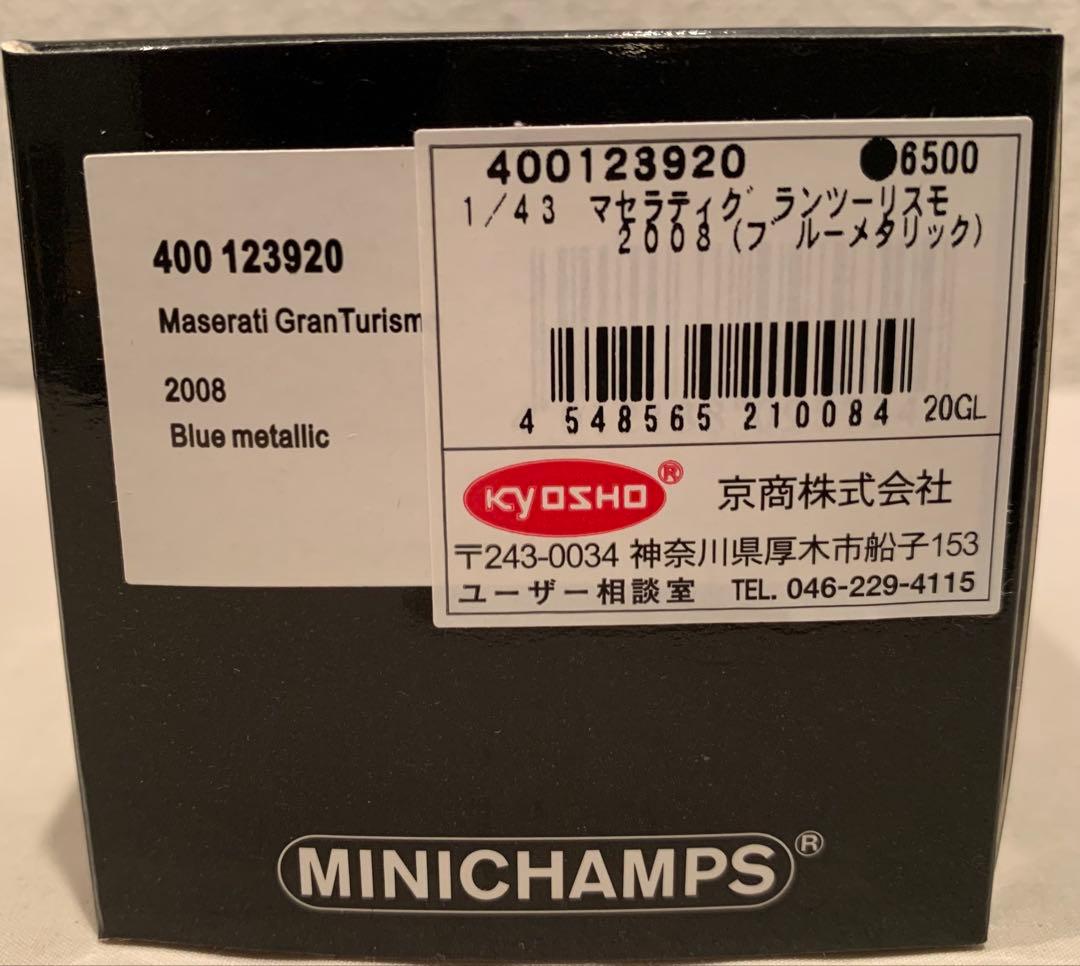 400 123920
Maserati GranTurism
2008
Blue metallic
400123920 ●6500
1/43 マセラティグランツーリスモ
2008(ブルーメタリック)
4 548565 210084 20GL
KYOSHO® 京商株式会社
〒243-0034 神奈川県厚木市船子153
ユーザー相談室 TEL. 046-229-4115
MINICHAMPS®